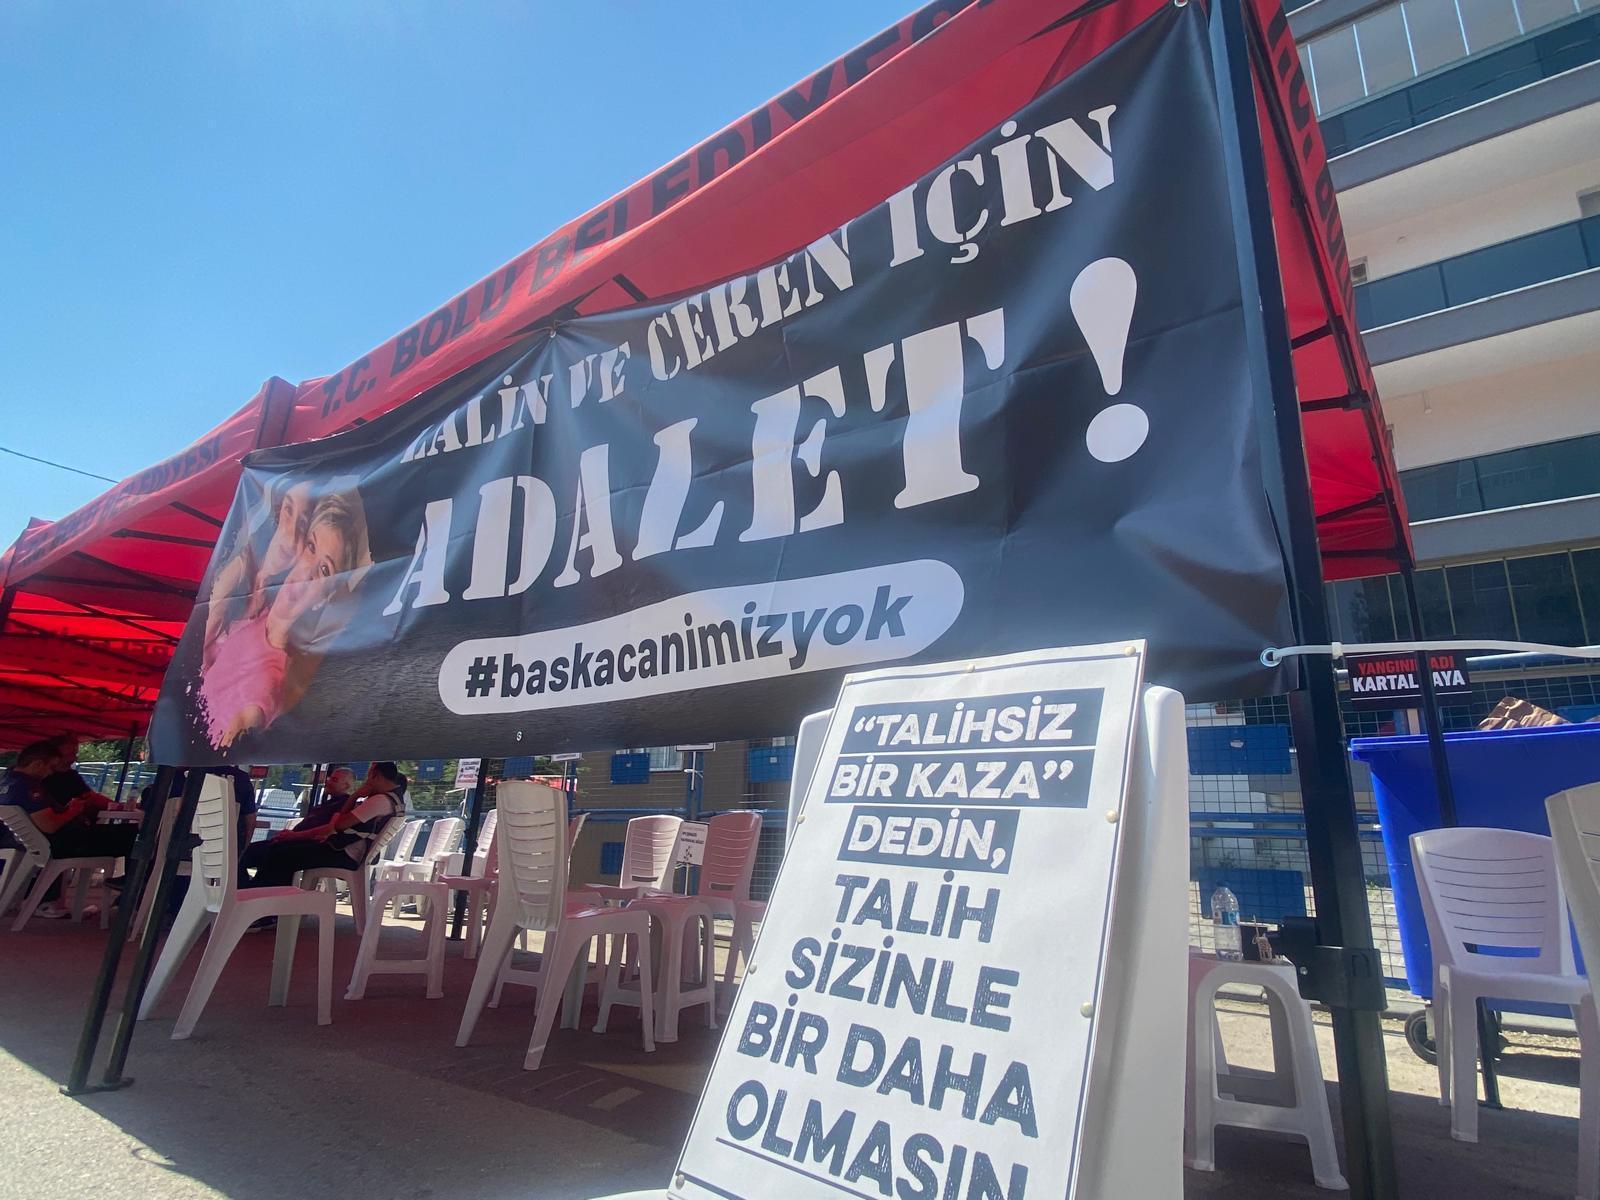 T.C. BOLU BELEDİYESİ
LALİN VE CEREN İÇİN
ADALET!
#baskacanimizyok
"TALİHSİZ
BİR KAZA"
DEDİN,
TALİH
SİZİNLE
BİR DAHA
OLMASIN
KARTALKAYA